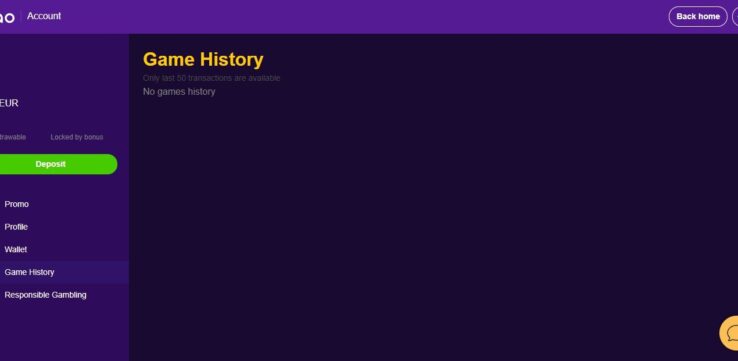 Account
Back home
EUR
Locked by bonus
Deposit
Promo
Profile
Wallet
Game History
Responsible Gambling
Game History
Only last 50 transactions are available
No games history